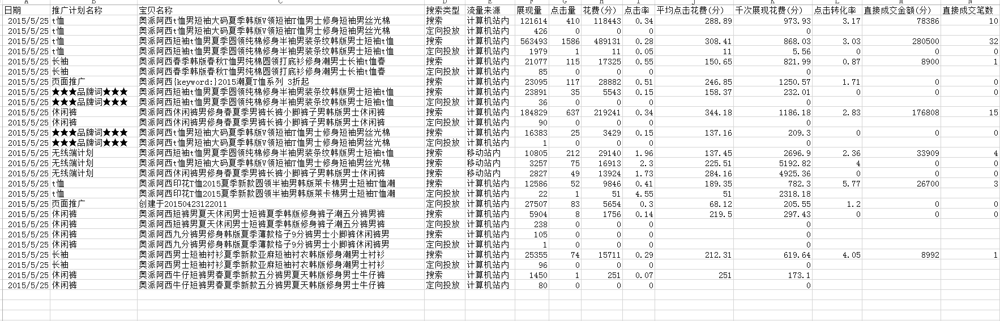 A B C D E F G H I J K L M N
日期 推广计划名称 宝贝名称 搜索类型 流量来源 展现量 点击量 花费(分) 点击率 平均点击花费(分) 千次展现花费(分) 点击转化率 直接成交金额(分) 直接成交笔数
2015/5/25 t恤 奥派阿西t恤男短袖大码夏季韩版V领短袖T恤男士修身短袖男丝光棉 搜索 计算机站内 121614 410 118443 0.34 288.89 973.93 3.17 78386 10
2015/5/25 t恤 奥派阿西t恤男短袖大码夏季韩版V领短袖T恤男士修身短袖男丝光棉 定向投放 计算机站内 426 0 0 0 0
2015/5/25 t恤 奥派阿西短袖t恤男夏季圆领纯棉修身半袖男装条纹韩版男士短袖t恤 搜索 计算机站内 563493 1586 489131 0.28 308.41 868.03 3.03 280500 32
2015/5/25 t恤 奥派阿西短袖t恤男夏季圆领纯棉修身半袖男装条纹韩版男士短袖t恤 定向投放 计算机站内 1979 1 11 0.05 11 5.56 0 0 0
2015/5/25 长袖 奥派阿西春季韩版春秋T恤男纯棉圆领打底衫修身潮男士长袖t恤春 搜索 计算机站内 21077 115 17325 0.55 150.65 821.99 0.87 8900 1
2015/5/25 长袖 奥派阿西春季韩版春秋T恤男纯棉圆领打底衫修身潮男士长袖t恤春 定向投放 计算机站内 85 0 0 0 0
2015/5/25 页面推广 奥派阿西{keyword:}2015潮夏T恤系列 3折起 搜索 计算机站内 23095 117 28882 0.51 246.85 1250.57 1.71 0 0
2015/5/25 ★★★品牌词★★★ 奥派阿西短袖t恤男夏季圆领纯棉修身半袖男装条纹韩版男士短袖t恤 搜索 计算机站内 23891 35 5543 0.15 158.37 232.01 0 0 0
2015/5/25 ★★★品牌词★★★ 奥派阿西短袖t恤男夏季圆领纯棉修身半袖男装条纹韩版男士短袖t恤 定向投放 计算机站内 36 0 0 0 0
2015/5/25 休闲裤 奥派阿西休闲裤男修身春夏季男裤长裤小脚裤子男韩版男士休闲裤 搜索 计算机站内 184829 637 219241 0.34 344.18 1186.18 2.83 176808 15
2015/5/25 休闲裤 奥派阿西休闲裤男修身春夏季男裤长裤小脚裤子男韩版男士休闲裤 定向投放 计算机站内 90 0 0 0 0
2015/5/25 ★★★品牌词★★★ 奥派阿西t恤男短袖大码夏季韩版V领短袖T恤男士修身短袖男丝光棉 搜索 计算机站内 16383 25 3429 0.15 137.16 209.3 0 0 0
2015/5/25 ★★★品牌词★★★ 奥派阿西t恤男短袖大码夏季韩版V领短袖T恤男士修身短袖男丝光棉 定向投放 计算机站内 1 0 0 0 0
2015/5/25 无线端计划 奥派阿西短袖t恤男夏季圆领纯棉修身半袖男装条纹韩版男士短袖t恤 搜索 移动站内 10805 212 29140 1.96 137.45 2696.9 2.36 33909 4
2015/5/25 无线端计划 奥派阿西t恤男短袖大码夏季韩版V领短袖T恤男士修身短袖男丝光棉 搜索 移动站内 3257 75 16913 2.3 225.51 5192.82 4 0 0
2015/5/25 无线端计划 奥派阿西休闲裤男修身春夏季男裤长裤小脚裤子男韩版男士休闲裤 搜索 移动站内 2827 49 13924 1.73 284.16 4925.36 0 0 0
2015/5/25 t恤 奥派阿西印花T恤2015夏季新款圆领半袖男韩版莱卡棉男士短袖T恤潮 搜索 计算机站内 12586 52 9846 0.41 189.35 782.3 5.77 26700 3
2015/5/25 t恤 奥派阿西印花T恤2015夏季新款圆领半袖男韩版莱卡棉男士短袖T恤潮 定向投放 计算机站内 22 1 51 4.55 51 2318.18
2015/5/25 页面推广 创建于20150423122011 定向投放 计算机站内 27507 83 5654 0.3 68.12 205.55 1.2 0 0
2015/5/25 休闲裤 奥派阿西短裤男夏天休闲男士短裤夏季韩版修身裤子潮五分裤男裤 搜索 计算机站内 5904 8 1756 0.14 219.5 297.43 0 0 0
2015/5/25 休闲裤 奥派阿西短裤男夏天休闲男士短裤夏季韩版修身裤子潮五分裤男裤 定向投放 计算机站内 238 0 0 0 0
2015/5/25 休闲裤 奥派阿西九分裤男修身韩版夏季薄款格子9分裤男士小脚裤休闲裤男 搜索 计算机站内 105 0 0 0 0
2015/5/25 休闲裤 奥派阿西九分裤男修身韩版夏季薄款格子9分裤男士小脚裤休闲裤男 定向投放 计算机站内 1 0 0 0 0
2015/5/25 长袖 奥派阿西男士短袖衬衫夏季新款亚麻短袖衬衣韩版修身潮男士衬衫 搜索 计算机站内 25355 74 15711 0.29 212.31 619.64 4.05 8992 1
2015/5/25 长袖 奥派阿西男士短袖衬衫夏季新款亚麻短袖衬衣韩版修身潮男士衬衫 定向投放 计算机站内 96 0 0 0 0
2015/5/25 休闲裤 奥派阿西牛仔短裤男春夏季新款五分裤男夏天韩版修身男士牛仔裤 搜索 计算机站内 1450 1 251 0.07 251 173.1
2015/5/25 休闲裤 奥派阿西牛仔短裤男春夏季新款五分裤男夏天韩版修身男士牛仔裤 定向投放 计算机站内 80 0 0 0 0